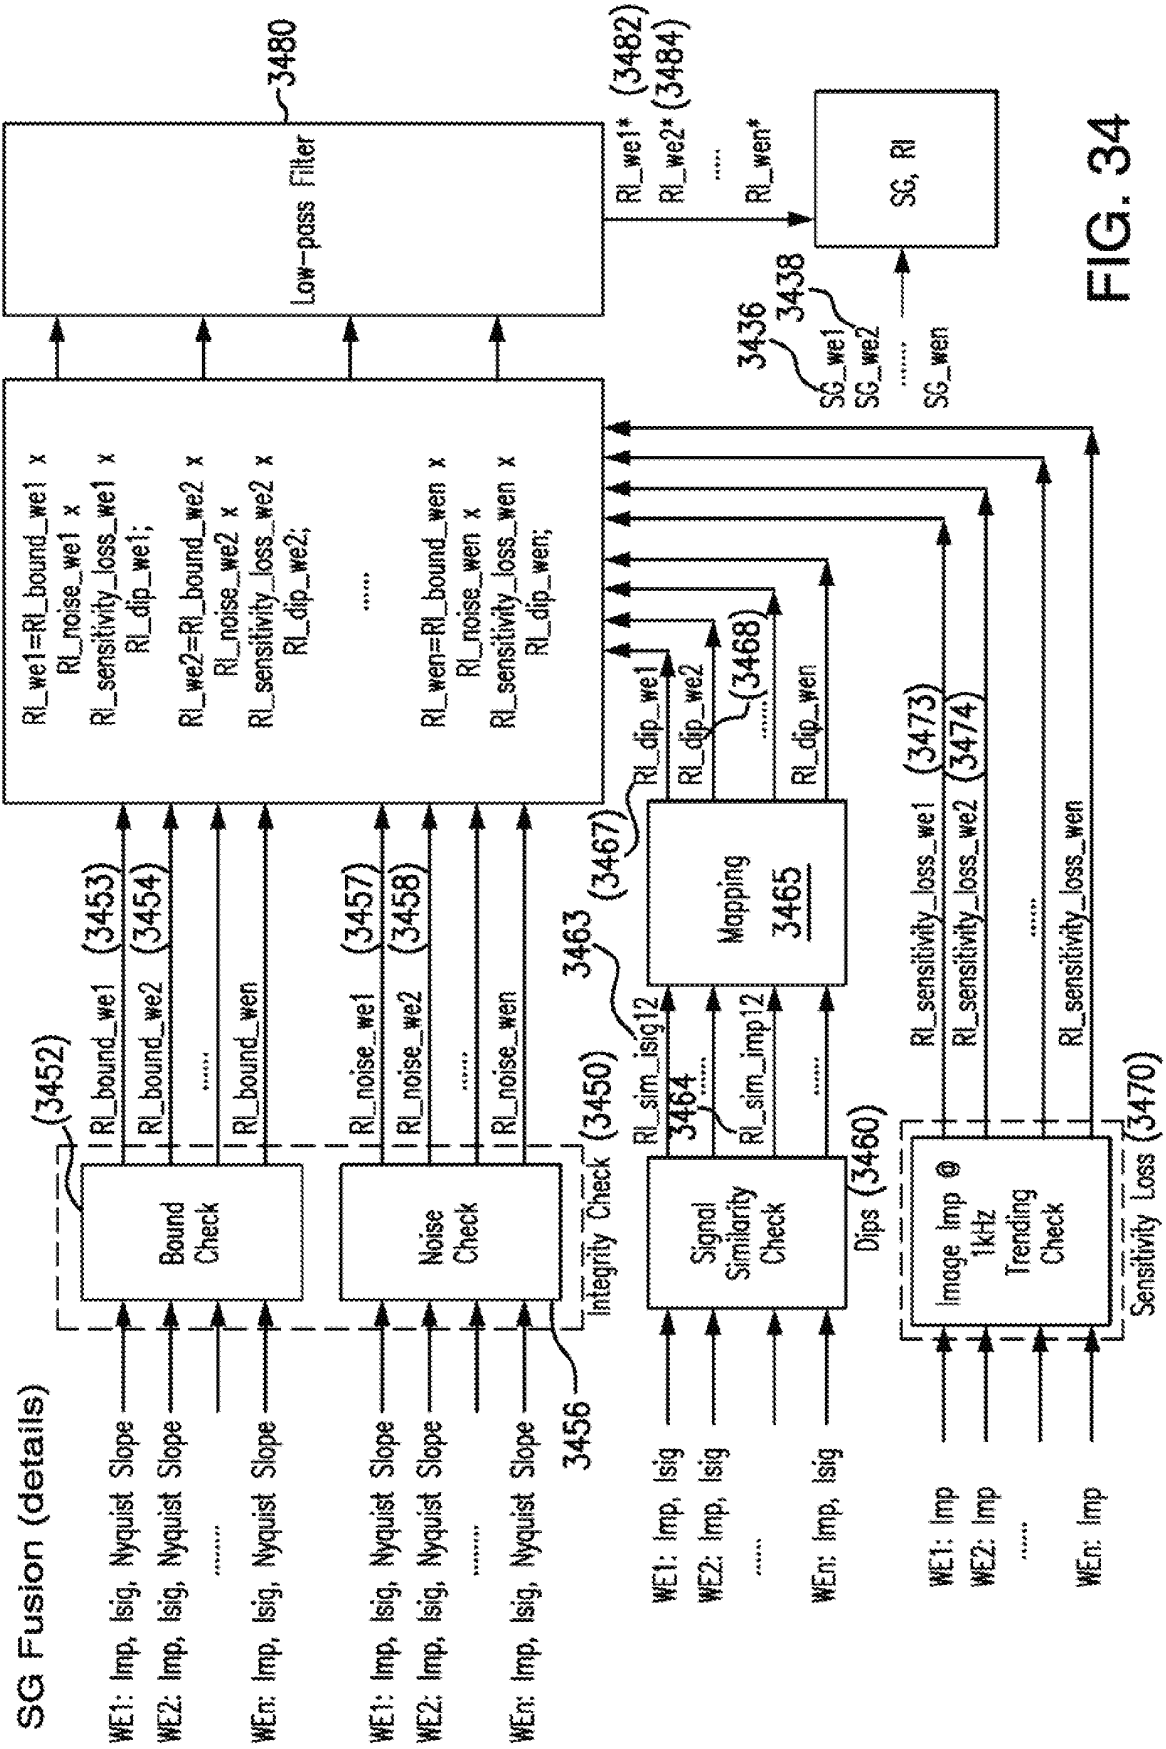 SG Fusion (details)
WE1: Imp, Isig, Nyquist Slope
WE2: Imp, Isig, Nyquist Slope
........
WEn: Imp, Isig, Nyquist Slope
(3452)
Bound
Check
RI_bound_we1
(3453)
RI_bound_we2
(3454)
......
RI_bound_wen
WE1: Imp, Isig, Nyquist Slope
WE2: Imp, Isig, Nyquist Slope
........
WEn: Imp, Isig, Nyquist Slope
3456
Noise
Check
RI_noise_we1
(3457)
RI_noise_we2
(3458)
......
RI_noise_wen
Integrity Check
(3450)
WE1: Imp, Isig
WE2: Imp, Isig
......
WEn: Imp, Isig
Signal
Similarity
Check
Dips
(3460)
RI_sim_isig12
3463
......
3464
RI_sim_imp12
......
Mapping
3465
(3467)
RI_dip_we1
RI_dip_we2
(3468)
......
RI_dip_wen
WE1: Imp
WE2: Imp
......
WEn: Imp
Image Imp @
1kHz
Trending
Check
Sensitivity Loss
(3470)
RI_sensitivity_loss_we1
(3473)
RI_sensitivity_loss_we2
(3474)
......
RI_sensitivity_loss_wen
RI_we1=RI_bound_we1 x
RI_noise_we1 x
RI_sensitivity_loss_we1 x
RI_dip_we1;
RI_we2=RI_bound_we2 x
RI_noise_we2 x
RI_sensitivity_loss_we2 x
RI_dip_we2;
......
RI_wen=RI_bound_wen x
RI_noise_wen x
RI_sensitivity_loss_wen x
RI_dip_wen;
Low-pass Filter
3480
RI_we1*
(3482)
RI_we2*
(3484)
.....
RI_wen*
3436
3438
SG_we1
SG_we2
.......
SG_wen
SG, RI
FIG. 34